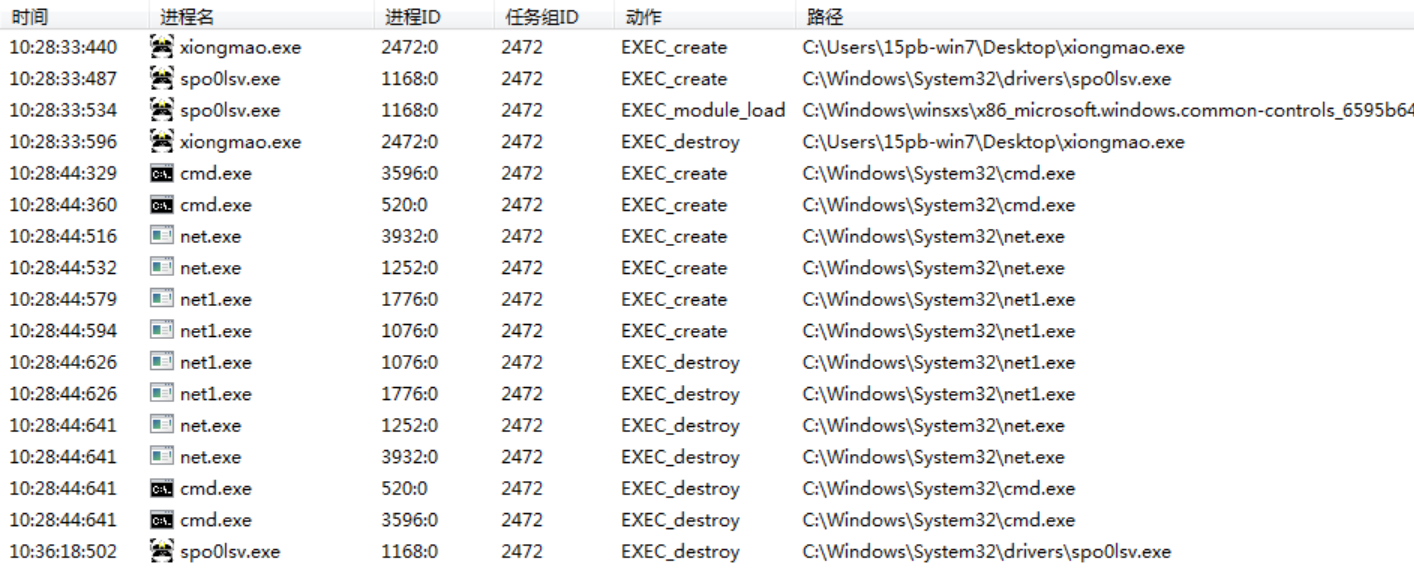 时间 进程名 进程ID 任务组ID 动作 路径
10:28:33:440 xiongmao.exe 2472:0 2472 EXEC_create C:\Users\15pb-win7\Desktop\xiongmao.exe
10:28:33:487 spo0lsv.exe 1168:0 2472 EXEC_create C:\Windows\System32\drivers\spo0lsv.exe
10:28:33:534 spo0lsv.exe 1168:0 2472 EXEC_module_load C:\Windows\winsxs\x86_microsoft.windows.common-controls_6595b64
10:28:33:596 xiongmao.exe 2472:0 2472 EXEC_destroy C:\Users\15pb-win7\Desktop\xiongmao.exe
10:28:44:329 cmd.exe 3596:0 2472 EXEC_create C:\Windows\System32\cmd.exe
10:28:44:360 cmd.exe 520:0 2472 EXEC_create C:\Windows\System32\cmd.exe
10:28:44:516 net.exe 3932:0 2472 EXEC_create C:\Windows\System32\net.exe
10:28:44:532 net.exe 1252:0 2472 EXEC_create C:\Windows\System32\net.exe
10:28:44:579 net1.exe 1776:0 2472 EXEC_create C:\Windows\System32\net1.exe
10:28:44:594 net1.exe 1076:0 2472 EXEC_create C:\Windows\System32\net1.exe
10:28:44:626 net1.exe 1076:0 2472 EXEC_destroy C:\Windows\System32\net1.exe
10:28:44:626 net1.exe 1776:0 2472 EXEC_destroy C:\Windows\System32\net1.exe
10:28:44:641 net.exe 1252:0 2472 EXEC_destroy C:\Windows\System32\net.exe
10:28:44:641 net.exe 3932:0 2472 EXEC_destroy C:\Windows\System32\net.exe
10:28:44:641 cmd.exe 520:0 2472 EXEC_destroy C:\Windows\System32\cmd.exe
10:28:44:641 cmd.exe 3596:0 2472 EXEC_destroy C:\Windows\System32\cmd.exe
10:36:18:502 spo0lsv.exe 1168:0 2472 EXEC_destroy C:\Windows\System32\drivers\spo0lsv.exe